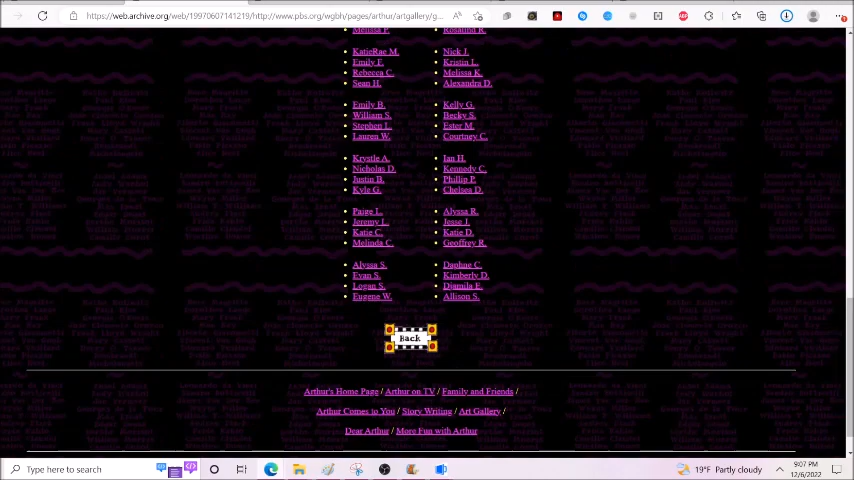 https://web.archive.org/web/19970607141219/http://www.pbs.org/wgbh/pages/arthur/artgallery/g...
Melissa P. Rosalind R.
KatieRae M. Nick J.
Emily F. Kristin L.
Rebecca C. Melissa K.
Sean H. Alexandra D.
Emily B. Kelly G.
William S. Becky S.
Stephen L. Ester M.
Lauren W. Courtney C.
Krystle A. Ian H.
Nicholas D. Kennedy C.
Justin B. Phillip P.
Kyle G. Chelsea D.
Paige L. Alyssa R.
Jeremy L. Jesse J.
Katie C. Katie D.
Melinda C. Geoffrey R.
Alyssa S. Daphne C.
Evan S. Kimberly D.
Logan S. Djamila E.
Eugene W. Allison S.
Back
Arthur's Home Page / Arthur on TV / Family and Friends /
Arthur Comes to You / Story Writing / Art Gallery /
Dear Arthur / More Fun with Arthur
Type here to search
19°F Partly cloudy
9:07 PM
12/6/2022